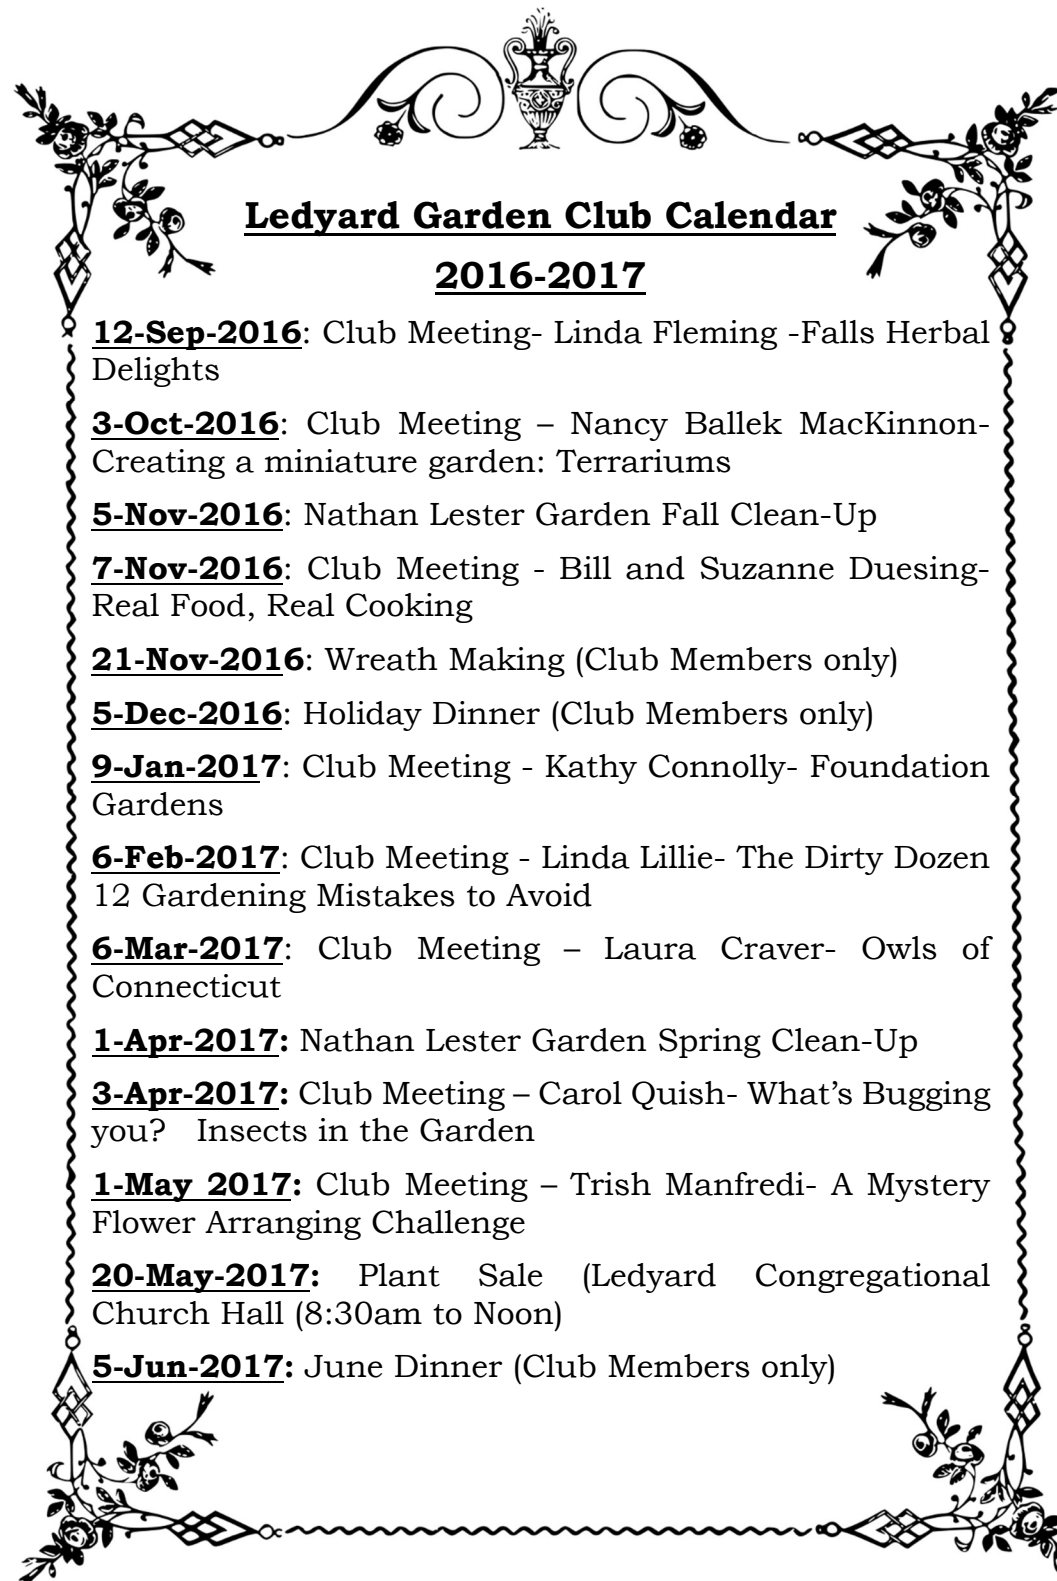 Ledyard Garden Club Calendar
2016-2017
12-Sep-2016: Club Meeting- Linda Fleming -Falls Herbal
Delights
3-Oct-2016: Club Meeting – Nancy Ballek MacKinnon-
Creating a miniature garden: Terrariums
5-Nov-2016: Nathan Lester Garden Fall Clean-Up
7-Nov-2016: Club Meeting - Bill and Suzanne Duesing-
Real Food, Real Cooking
21-Nov-2016: Wreath Making (Club Members only)
5-Dec-2016: Holiday Dinner (Club Members only)
9-Jan-2017: Club Meeting - Kathy Connolly- Foundation
Gardens
6-Feb-2017: Club Meeting - Linda Lillie- The Dirty Dozen
12 Gardening Mistakes to Avoid
6-Mar-2017: Club Meeting – Laura Craver- Owls of
Connecticut
1-Apr-2017: Nathan Lester Garden Spring Clean-Up
3-Apr-2017: Club Meeting – Carol Quish- What’s Bugging
you? Insects in the Garden
1-May 2017: Club Meeting – Trish Manfredi- A Mystery
Flower Arranging Challenge
20-May-2017: Plant Sale (Ledyard Congregational
Church Hall (8:30am to Noon)
5-Jun-2017: June Dinner (Club Members only)